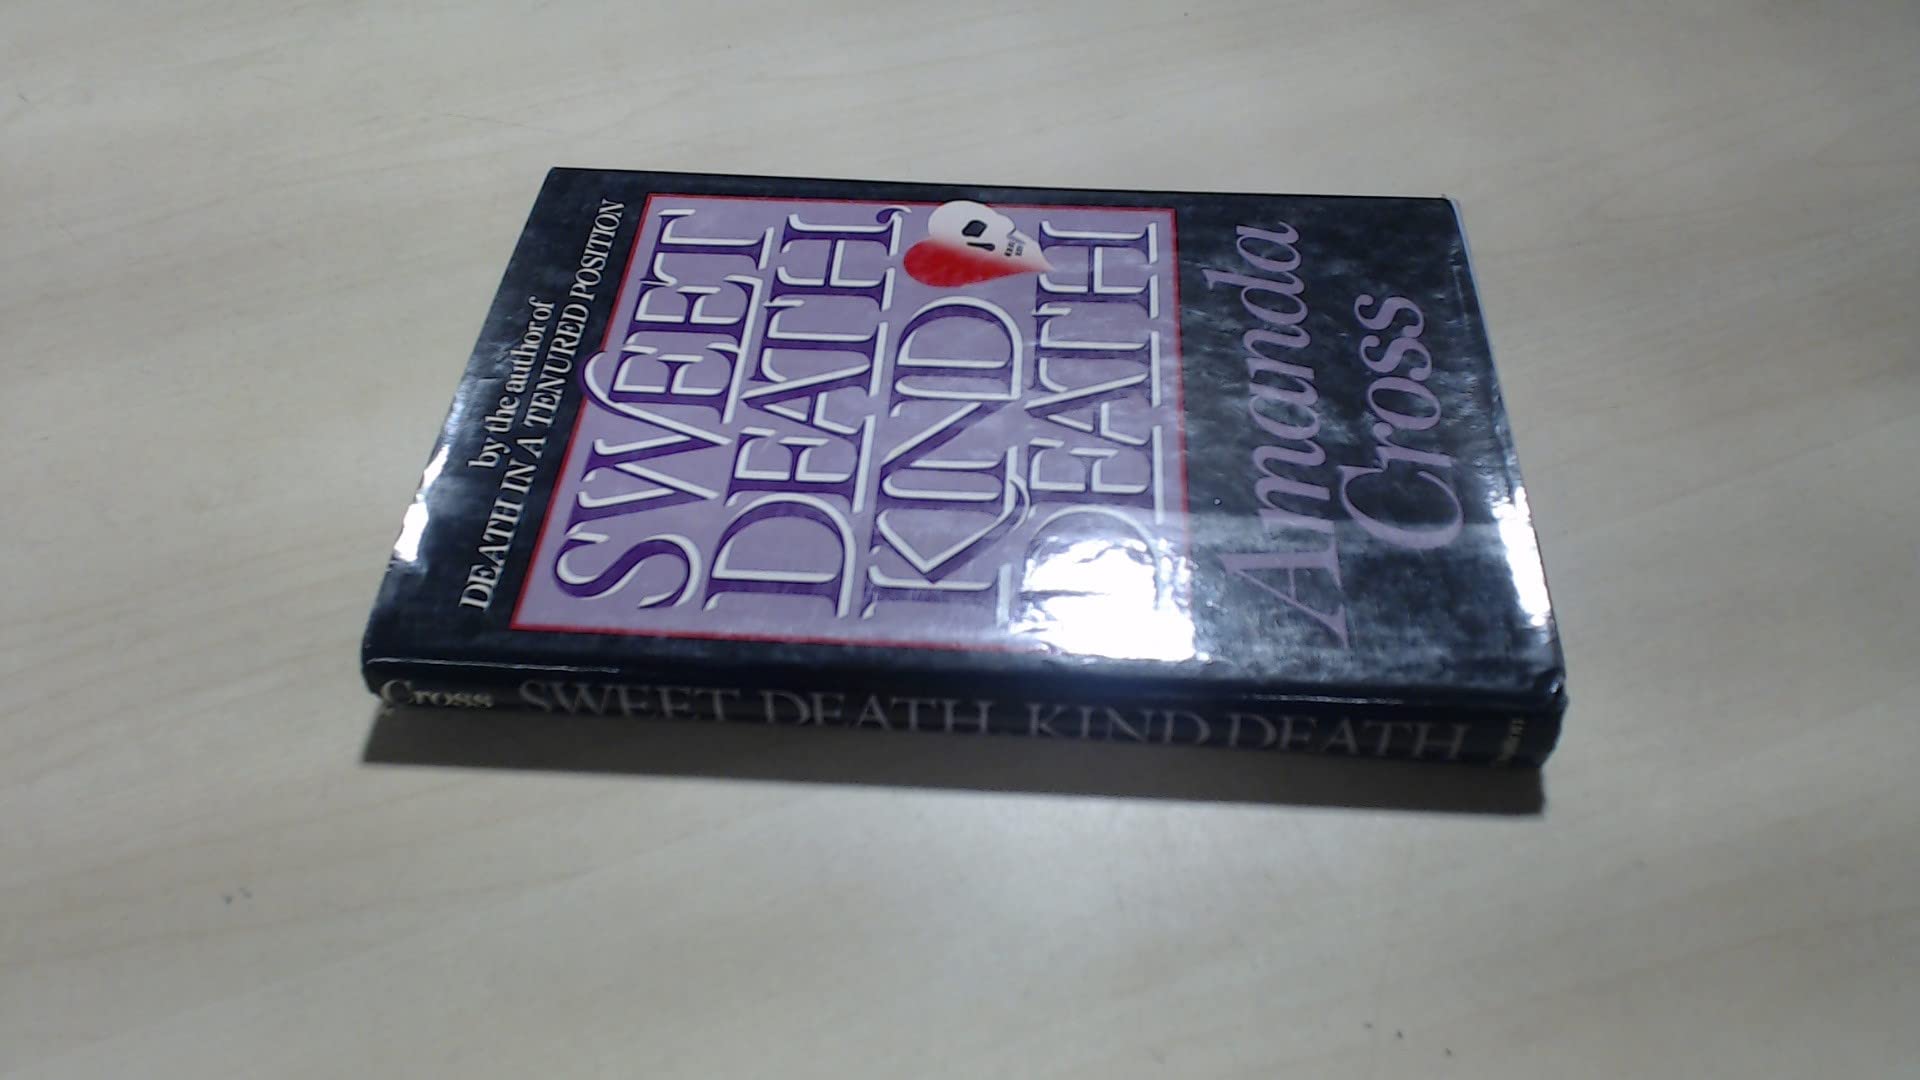 by the author of
DEATH IN A TENURED POSITION
SWEET
DEATH,
KIND
DEATH
Amanda
Cross
Cross SWEET DEATH, KIND DEATH